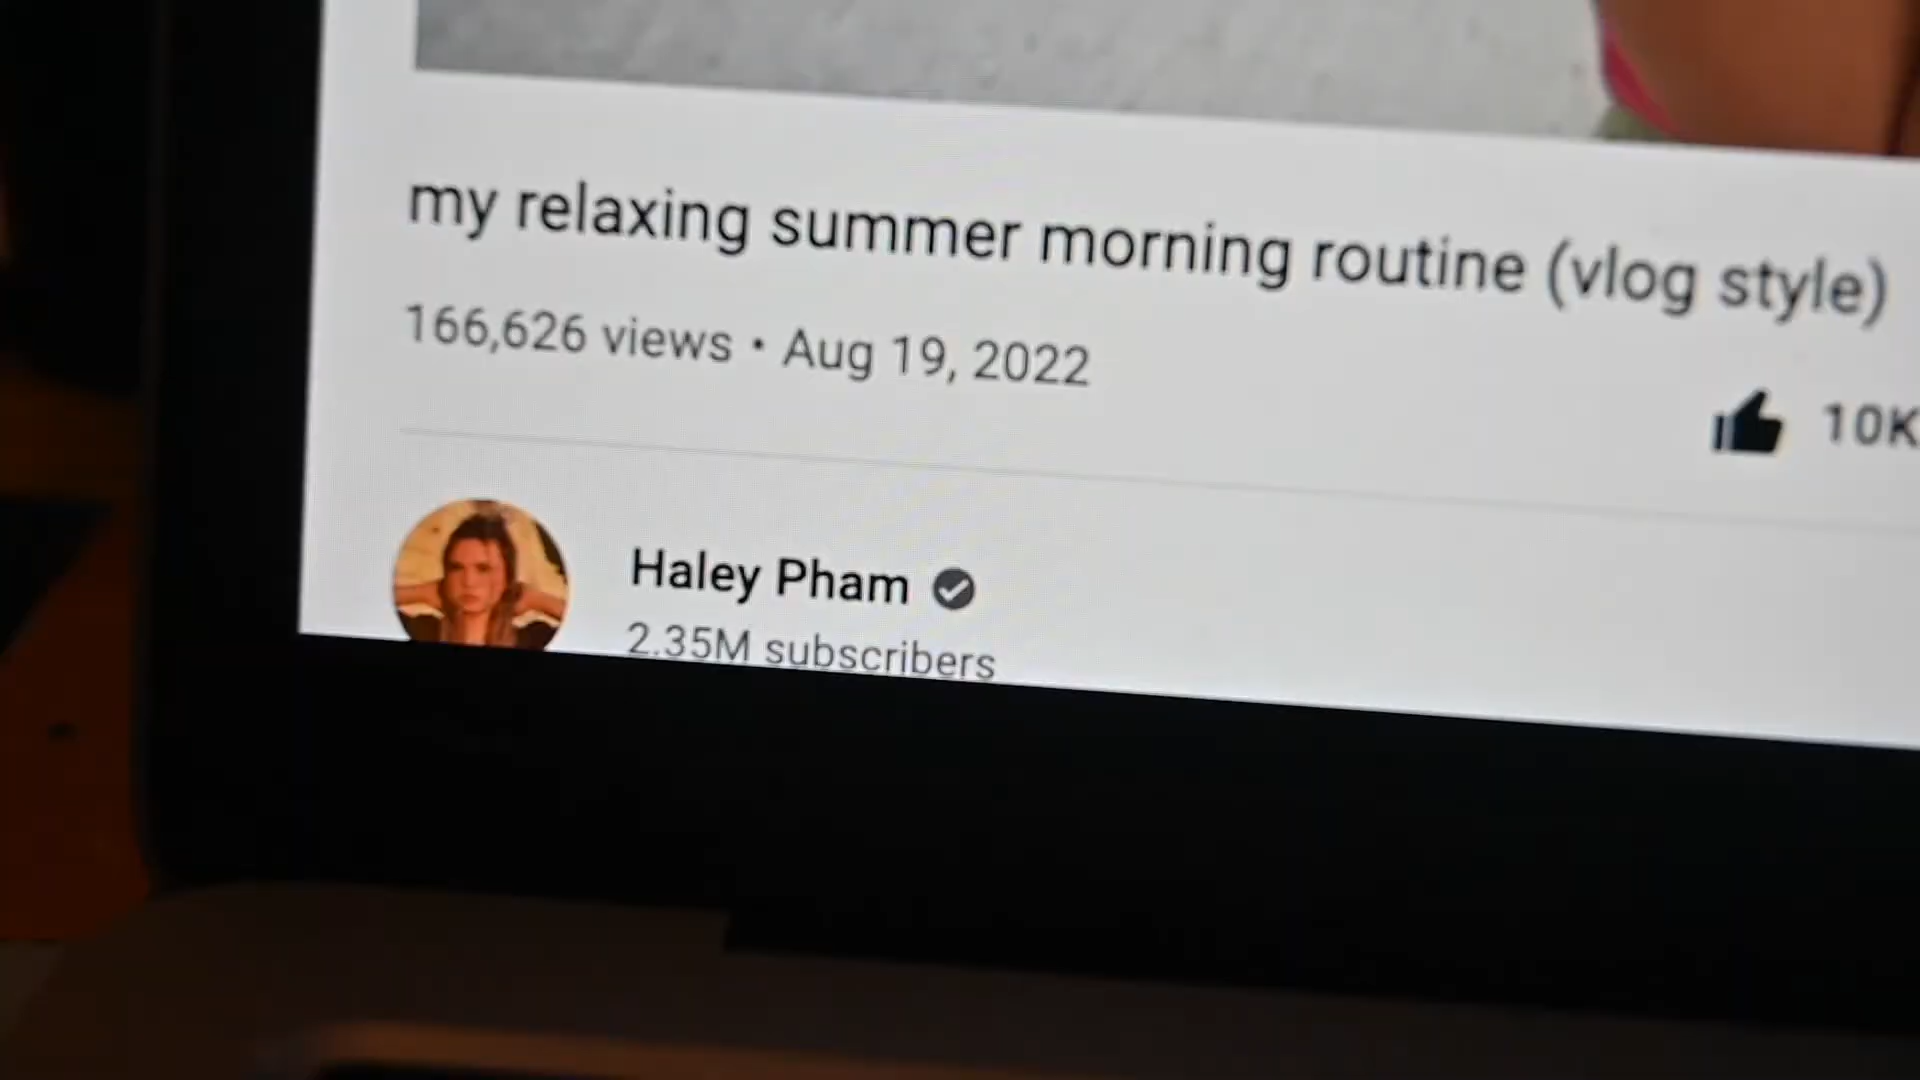 my relaxing summer morning routine (vlog style)
166,626 views • Aug 19, 2022
10K
Haley Pham
2.35M subscribers